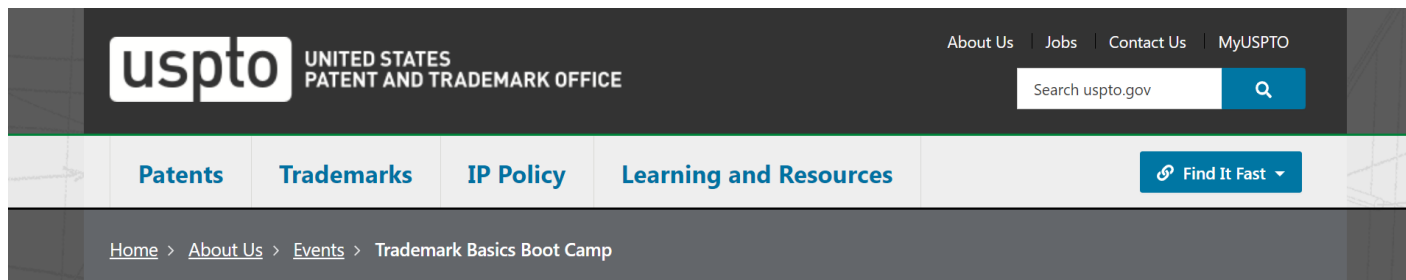 uspto UNITED STATES
PATENT AND TRADEMARK OFFICE
About Us Jobs Contact Us MyUSPTO
Search uspto.gov
Patents Trademarks IP Policy Learning and Resources Find It Fast
Home > About Us > Events > Trademark Basics Boot Camp